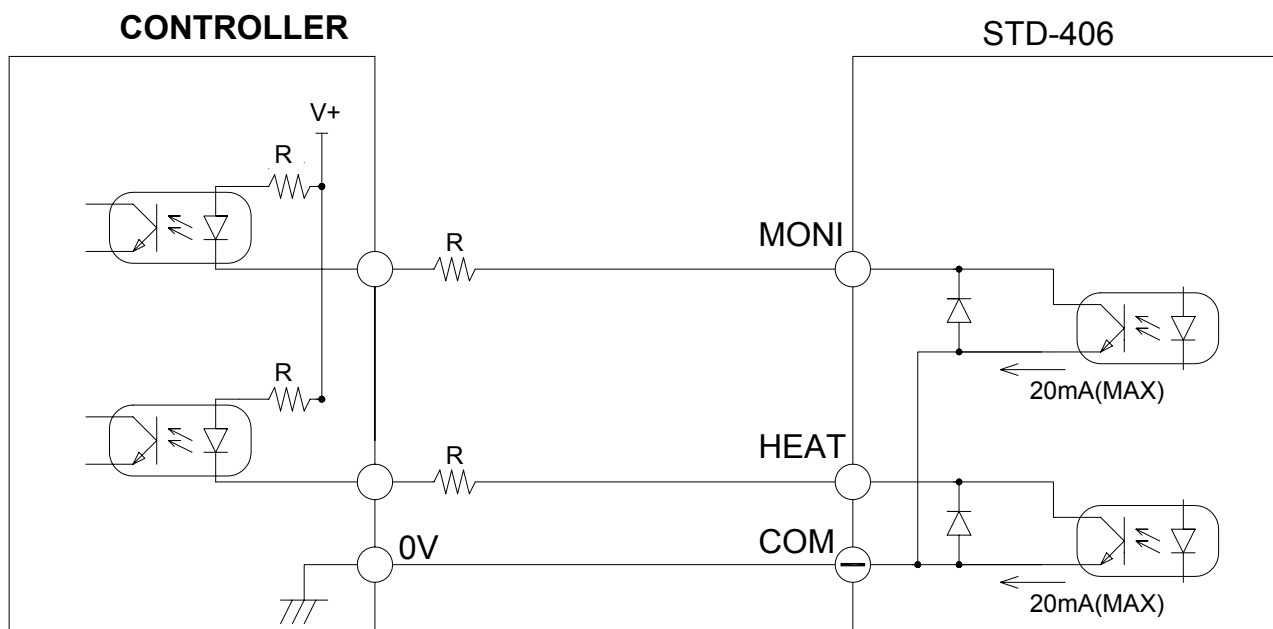 CONTROLLER
STD-406
V+
R
R
MONI
20mA(MAX)
R
R
HEAT
0V
COM
20mA(MAX)